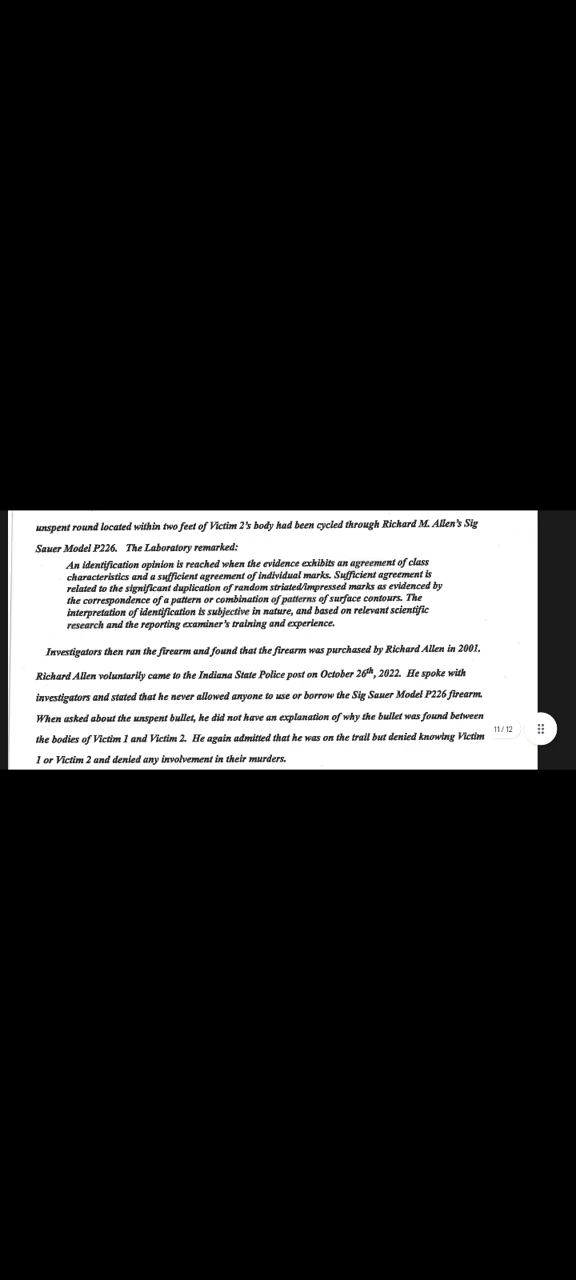 unspent round located within two feet of Victim 2's body had been cycled through Richard M. Allen's Sig
Sauer Model P226. The Laboratory remarked:
An identification opinion is reached when the evidence exhibits an agreement of class
characteristics and a sufficient agreement of individual marks. Sufficient agreement is
related to the significant duplication of random striated/impressed marks as evidenced by
the correspondence of a pattern or combination of patterns of surface contours. The
interpretation of identification is subjective in nature, and based on relevant scientific
research and the reporting examiner's training and experience.
Investigators then ran the firearm and found that the firearm was purchased by Richard Allen in 2001.
Richard Allen voluntarily came to the Indiana State Police post on October 26th, 2022. He spoke with
investigators and stated that he never allowed anyone to use or borrow the Sig Sauer Model P226 firearm.
When asked about the unspent bullet, he did not have an explanation of why the bullet was found between
the bodies of Victim 1 and Victim 2. He again admitted that he was on the trail but denied knowing Victim
1 or Victim 2 and denied any involvement in their murders.
11/12